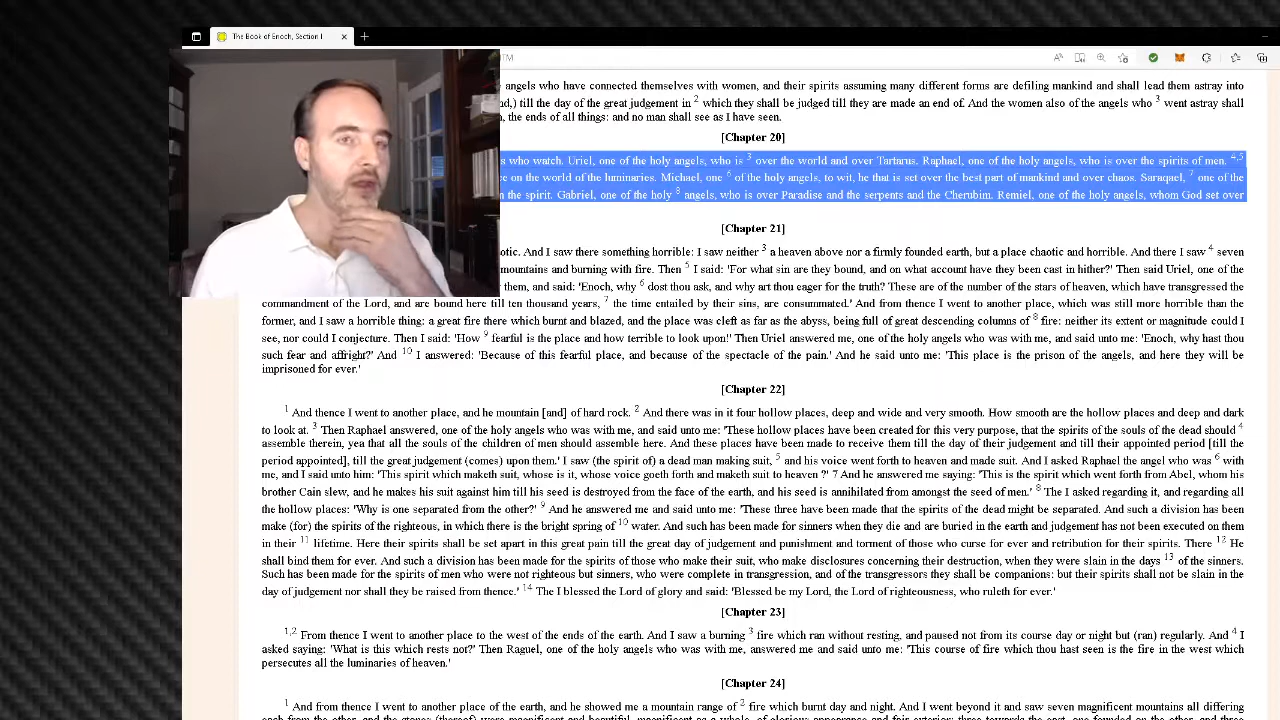 The Book of Enoch, Section I
TM
angels who have connected themselves with women, and their spirits assuming many different forms are defiling mankind and shall lead them astray into
nd,) till the day of the great judgement in 2 which they shall be judged till they are made an end of. And the women also of the angels who 3 went astray shall
, the ends of all things: and no man shall see as I have seen.
[Chapter 20]
s who watch. Uriel, one of the holy angels, who is 3 over the world and over Tartarus. Raphael, one of the holy angels, who is over the spirits of men. 4,5
e on the world of the luminaries. Michael, one 6 of the holy angels, to wit, he that is set over the best part of mankind and over chaos. Saraqael, 7 one of the
n the spirit. Gabriel, one of the holy 8 angels, who is over Paradise and the serpents and the Cherubim. Remiel, one of the holy angels, whom God set over
[Chapter 21]
otic. And I saw there something horrible: I saw neither 3 a heaven above nor a firmly founded earth, but a place chaotic and horrible. And there I saw 4 seven
mountains and burning with fire. Then 5 I said: 'For what sin are they bound, and on what account have they been cast in hither?' Then said Uriel, one of the
them, and said: 'Enoch, why 6 dost thou ask, and why art thou eager for the truth? These are of the number of the stars of heaven, which have transgressed the
commandment of the Lord, and are bound here till ten thousand years, 7 the time entailed by their sins, are consummated.' And from thence I went to another place, which was still more horrible than the
former, and I saw a horrible thing: a great fire there which burnt and blazed, and the place was cleft as far as the abyss, being full of great descending columns of 8 fire: neither its extent or magnitude could I
see, nor could I conjecture. Then I said: 'How 9 fearful is the place and how terrible to look upon!' Then Uriel answered me, one of the holy angels who was with me, and said unto me: 'Enoch, why hast thou
such fear and affright?' And 10 I answered: 'Because of this fearful place, and because of the spectacle of the pain.' And he said unto me: 'This place is the prison of the angels, and here they will be
imprisoned for ever.'
[Chapter 22]
1 And thence I went to another place, and he mountain [and] of hard rock. 2 And there was in it four hollow places, deep and wide and very smooth. How smooth are the hollow places and deep and dark
to look at. 3 Then Raphael answered, one of the holy angels who was with me, and said unto me: 'These hollow places have been created for this very purpose, that the spirits of the souls of the dead should 4
assemble therein, yea that all the souls of the children of men should assemble here. And these places have been made to receive them till the day of their judgement and till their appointed period [till the
period appointed], till the great judgement (comes) upon them.' I saw (the spirit of) a dead man making suit, 5 and his voice went forth to heaven and made suit. And I asked Raphael the angel who was 6 with
me, and I said unto him: 'This spirit which maketh suit, whose is it, whose voice goeth forth and maketh suit to heaven ?' 7 And he answered me saying: 'This is the spirit which went forth from Abel, whom his
brother Cain slew, and he makes his suit against him till his seed is destroyed from the face of the earth, and his seed is annihilated from amongst the seed of men.' 8 The I asked regarding it, and regarding all
the hollow places: 'Why is one separated from the other?' 9 And he answered me and said unto me: 'These three have been made that the spirits of the dead might be separated. And such a division has been
make (for) the spirits of the righteous, in which there is the bright spring of 10 water. And such has been made for sinners when they die and are buried in the earth and judgement has not been executed on them
in their 11 lifetime. Here their spirits shall be set apart in this great pain till the great day of judgement and punishment and torment of those who curse for ever and retribution for their spirits. There 12 He
shall bind them for ever. And such a division has been made for the spirits of those who make their suit, who make disclosures concerning their destruction, when they were slain in the days 13 of the sinners.
Such has been made for the spirits of men who were not righteous but sinners, who were complete in transgression, and of the transgressors they shall be companions: but their spirits shall not be slain in the
day of judgement nor shall they be raised from thence.' 14 The I blessed the Lord of glory and said: 'Blessed be my Lord, the Lord of righteousness, who ruleth for ever.'
[Chapter 23]
1,2 From thence I went to another place to the west of the ends of the earth. And I saw a burning 3 fire which ran without resting, and paused not from its course day or night but (ran) regularly. And 4 I
asked saying: 'What is this which rests not?' Then Raguel, one of the holy angels who was with me, answered me and said unto me: 'This course of fire which thou hast seen is the fire in the west which
persecutes all the luminaries of heaven.'
[Chapter 24]
1 And from thence I went to another place of the earth, and he showed me a mountain range of 2 fire which burnt day and night. And I went beyond it and saw seven magnificent mountains all differing
each from the other, and the stones (thereof) were magnificent and beautiful, magnificent as a whole, of glorious appearance and fair exterior: three towards the east, one founded on the other, and three